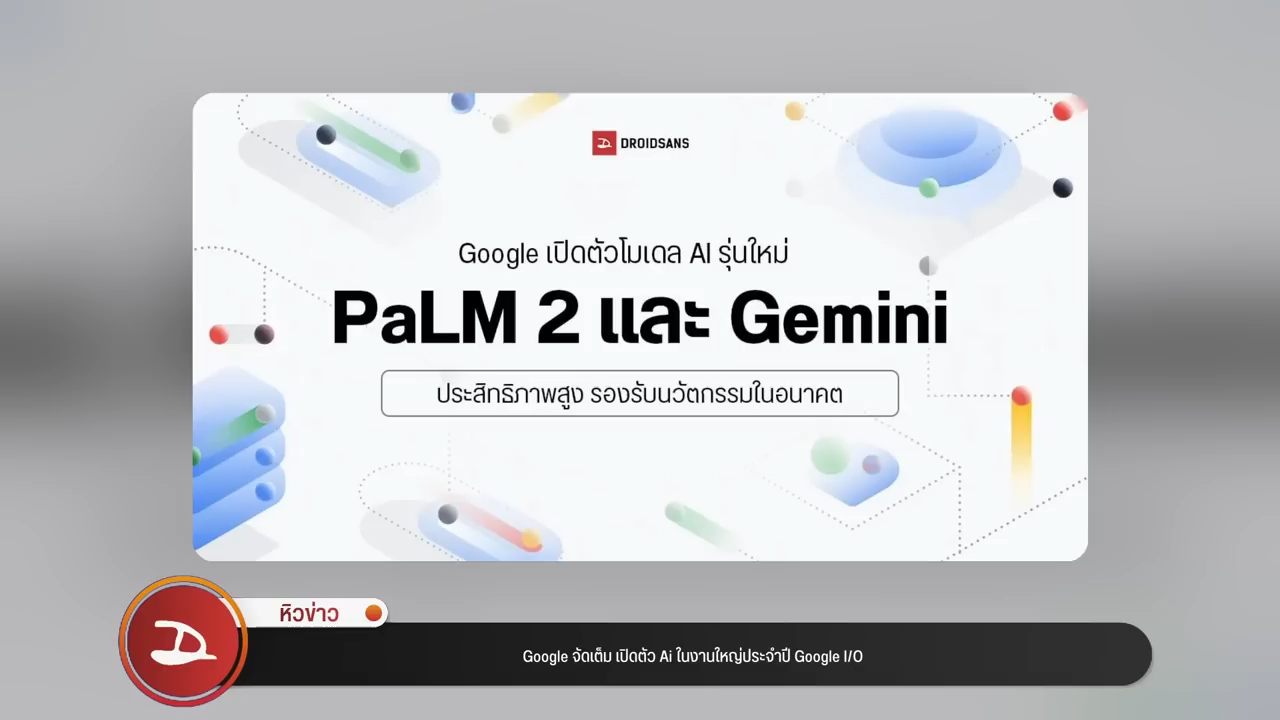 DROIDSANS
Google เปิดตัวโมเดล AI รุ่นใหม่
PaLM 2 และ Gemini
ประสิทธิภาพสูง รองรับนวัตกรรมในอนาคต
หิวข่าว
Google จัดเต็ม เปิดตัว Ai ในงานใหญ่ประจำปี Google I/O